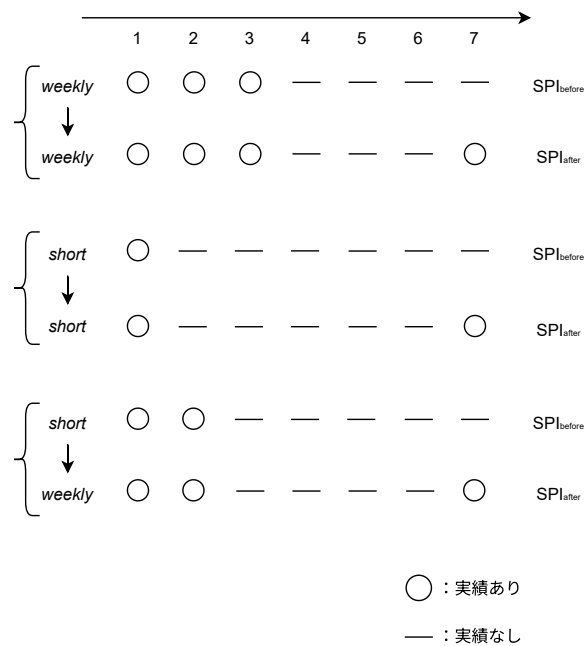 1 2 3 4 5 6 7
weekly SPIbefore
weekly SPIafter
short SPIbefore
short SPIafter
short SPIbefore
weekly SPIafter
：実績あり
：実績なし